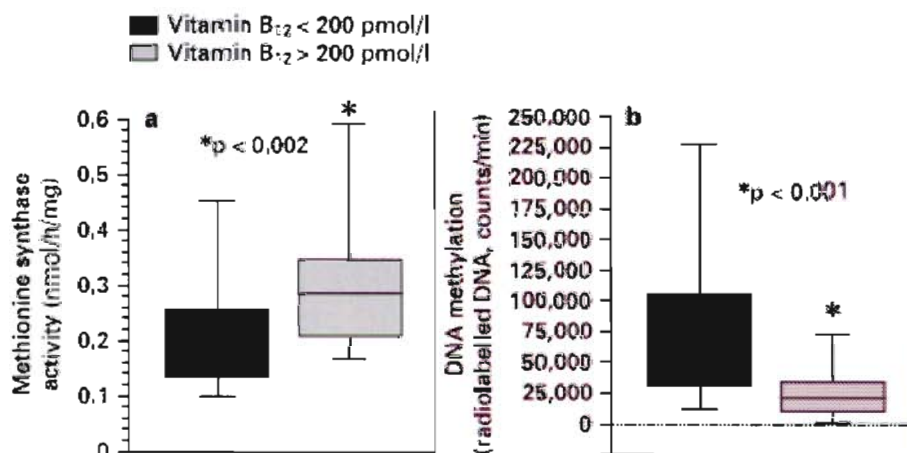 Vitamin B₁₂ < 200 pmol/l
Vitamin B₁₂ > 200 pmol/l
a
*p < 0,002
*
Methionine synthase
activity (nmol/h/mg)
0,6
0,5
0,4
0,3
0,2
0,1
0
b
*p < 0.001
*
DNA methylation
(radiolabelled DNA, counts/min)
250,000
225,000
200,000
175,000
150,000
125,000
100,000
75,000
50,000
25,000
0